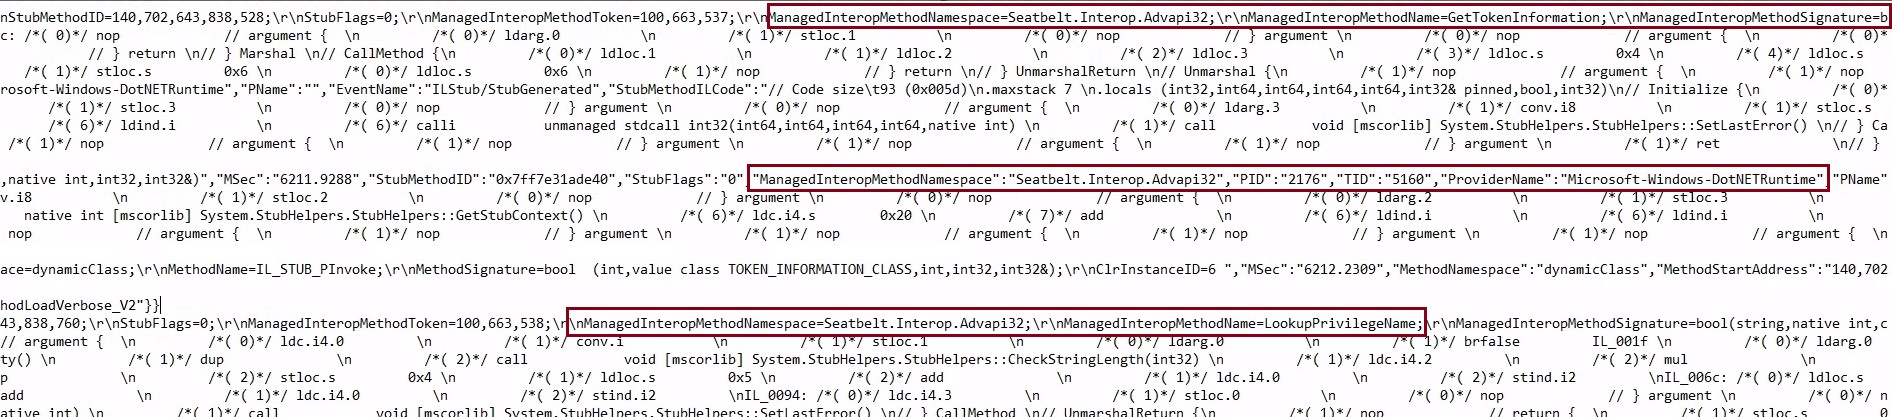 nStubMethodID=140,702,643,838,528;\r\nStubFlags=0;\r\nManagedInteropMethodToken=100,663,537;\r\nManagedInteropMethodNamespace=Seatbelt.Interop.Advapi32;\r\nManagedInteropMethodName=GetTokenInformation;\r\nManagedInteropMethodSignature=b
c: /*( 0)*/ nop // argument { \n /*( 0)*/ ldarg.0 \n /*( 1)*/ stloc.1 \n /*( 0)*/ nop // } argument \n /*( 0)*/ nop // argument { \n /*( 0)*
// } return \n// } Marshal \n// CallMethod {\n /*( 0)*/ ldloc.1 \n /*( 1)*/ ldloc.2 \n /*( 2)*/ ldloc.3 \n /*( 3)*/ ldloc.s 0x4 \n /*( 4)*/ ldloc.s
/*( 1)*/ stloc.s 0x6 \n /*( 0)*/ ldloc.s 0x6 \n /*( 1)*/ nop // } return \n// } UnmarshalReturn \n// Unmarshal {\n /*( 1)*/ nop // argument { \n /*( 1)*/ nop
rosoft-Windows-DotNETRuntime","PName":"","EventName":"ILStub/StubGenerated","StubMethodILCode":"// Code size\t93 (0x005d)\n.maxstack 7 \n.locals (int32,int64,int64,int64,int64,int32& pinned,bool,int32)\n// Initialize {\n /*( 0)*
/*( 1)*/ stloc.3 \n /*( 0)*/ nop // } argument \n /*( 0)*/ nop // argument { \n /*( 0)*/ ldarg.3 \n /*( 1)*/ conv.i8 \n /*( 1)*/ stloc.s
/*( 6)*/ ldind.i \n /*( 6)*/ calli unmanaged stdcall int32(int64,int64,int64,int64,native int) \n /*( 1)*/ call void [mscorlib] System.StubHelpers.StubHelpers::SetLastError() \n// } Ca
/*( 1)*/ nop // argument { \n /*( 1)*/ nop // } argument \n /*( 1)*/ nop // argument { \n /*( 1)*/ nop // } argument \n /*( 1)*/ ret \n// }
,native int,int32,int32&)","MSec":"6211.9288","StubMethodID":"0x7ff7e31ade40","StubFlags":"0","ManagedInteropMethodNamespace":"Seatbelt.Interop.Advapi32","PID":"2176","TID":"5160","ProviderName":"Microsoft-Windows-DotNETRuntime","PName"
v.i8 \n /*( 1)*/ stloc.2 \n /*( 0)*/ nop // } argument \n /*( 0)*/ nop // argument { \n /*( 0)*/ ldarg.2 \n /*( 1)*/ stloc.3 \n
native int [mscorlib] System.StubHelpers.StubHelpers::GetStubContext() \n /*( 6)*/ ldc.i4.s 0x20 \n /*( 7)*/ add \n /*( 6)*/ ldind.i \n /*( 6)*/ ldind.i \n
nop // argument { \n /*( 1)*/ nop // } argument \n /*( 1)*/ nop // argument { \n /*( 1)*/ nop // } argument \n /*( 1)*/ nop // argument { \n
ace=dynamicClass;\r\nMethodName=IL_STUB_PInvoke;\r\nMethodSignature=bool (int,value class TOKEN_INFORMATION_CLASS,int,int32,int32&);\r\nClrInstanceID=6 ","MSec":"6212.2309","MethodNamespace":"dynamicClass","MethodStartAddress":"140,702
hodLoadVerbose_V2"}}
43,838,760;\r\nStubFlags=0;\r\nManagedInteropMethodToken=100,663,538;\r\nManagedInteropMethodNamespace=Seatbelt.Interop.Advapi32;\r\nManagedInteropMethodName=LookupPrivilegeName;\r\nManagedInteropMethodSignature=bool(string,native int,c
// argument { \n /*( 0)*/ ldc.i4.0 \n /*( 1)*/ conv.i \n /*( 1)*/ stloc.1 \n /*( 0)*/ ldarg.0 \n /*( 1)*/ brfalse IL_001f \n /*( 0)*/ ldarg.0
ty() \n /*( 1)*/ dup \n /*( 2)*/ call void [mscorlib] System.StubHelpers.StubHelpers::CheckStringLength(int32) \n /*( 1)*/ ldc.i4.2 \n /*( 2)*/ mul \n
p \n /*( 2)*/ stloc.s 0x4 \n /*( 1)*/ ldloc.s 0x5 \n /*( 2)*/ add \n /*( 1)*/ ldc.i4.0 \n /*( 2)*/ stind.i2 \nIL_006c: /*( 0)*/ ldloc.s
add \n /*( 1)*/ ldc.i4.0 \n /*( 2)*/ stind.i2 \nIL_0094: /*( 0)*/ ldc.i4.3 \n /*( 1)*/ stloc.0 \n /*( 0)*/ nop // } argument \n /*( 0)*/ n
ative int) \n /*( 1)*/ call void [mscorlib] System.StubHelpers.StubHelpers::SetLastError() \n// } CallMethod \n// UnmarshalReturn {\n /*( 1)*/ nop // return { \n /*( 1)*/